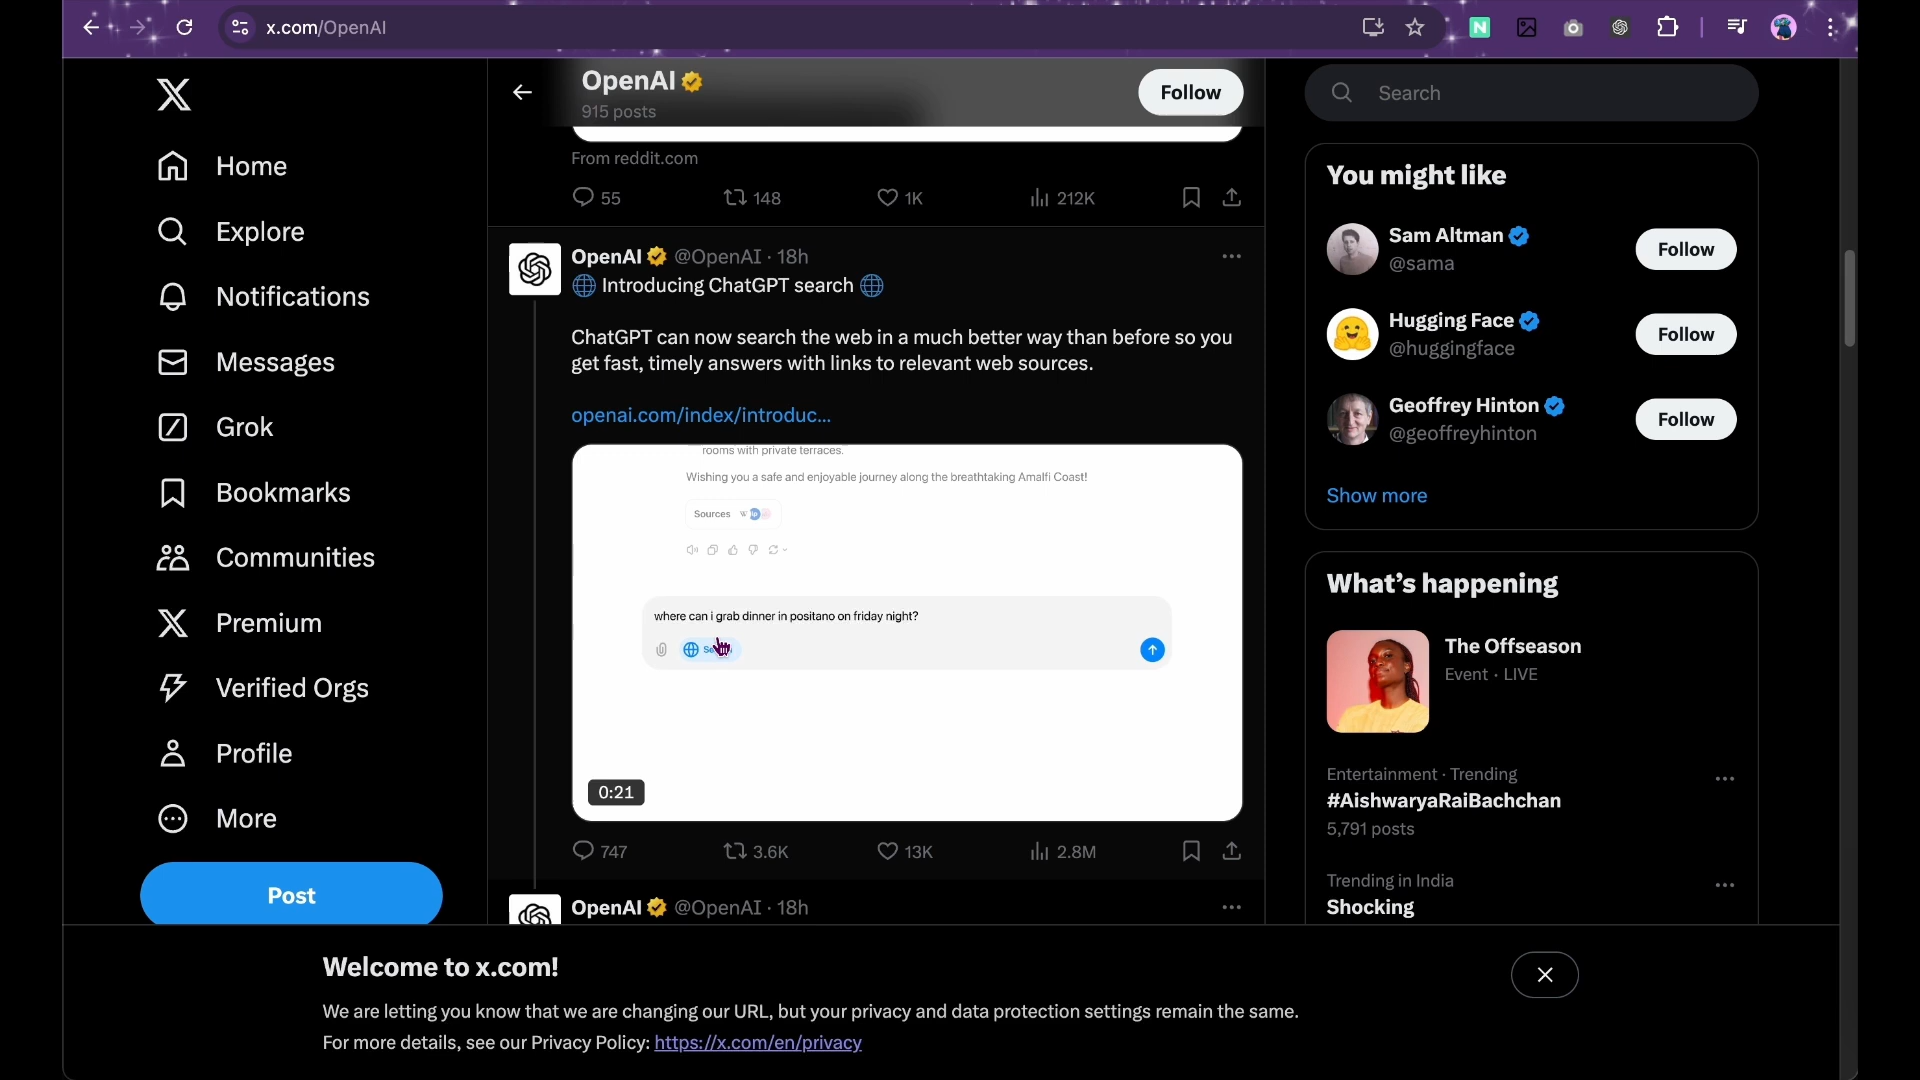 x.com/OpenAI
Home
Explore
Notifications
Messages
Grok
Bookmarks
Communities
Premium
Verified Orgs
Profile
More
Post
OpenAI
915 posts
Follow
From reddit.com
55 148 1K 212K
OpenAI @OpenAI · 18h
🌐 Introducing ChatGPT search 🌐
ChatGPT can now search the web in a much better way than before so you
get fast, timely answers with links to relevant web sources.
openai.com/index/introduc...
rooms with private terraces.
Wishing you a safe and enjoyable journey along the breathtaking Amalfi Coast!
Sources
where can i grab dinner in positano on friday night?
0:21
747 3.6K 13K 2.8M
OpenAI @OpenAI · 18h
Search
You might like
Sam Altman
@sama
Follow
Hugging Face
@huggingface
Follow
Geoffrey Hinton
@geoffreyhinton
Follow
Show more
What's happening
The Offseason
Event · LIVE
Entertainment · Trending
#AishwaryaRaiBachchan
5,791 posts
Trending in India
Shocking
Welcome to x.com!
We are letting you know that we are changing our URL, but your privacy and data protection settings remain the same.
For more details, see our Privacy Policy: https://x.com/en/privacy